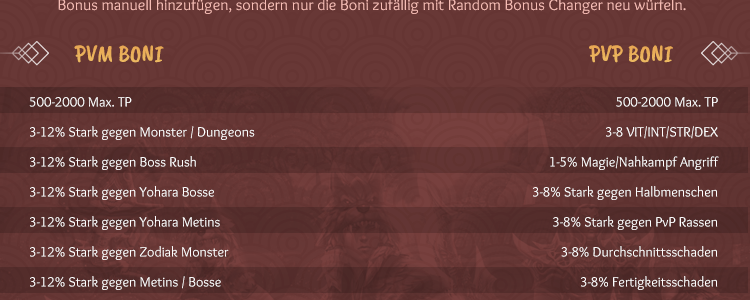 Bonus manuell hinzufügen, sondern nur die Boni zufällig mit Random Bonus Changer neu würfeln.
PVM BONI
PVP BONI
500-2000 Max. TP
500-2000 Max. TP
3-12% Stark gegen Monster / Dungeons
3-8 VIT/INT/STR/DEX
3-12% Stark gegen Boss Rush
1-5% Magie/Nahkampf Angriff
3-12% Stark gegen Yohara Bosse
3-8% Stark gegen Halbmenschen
3-12% Stark gegen Yohara Metins
3-8% Stark gegen PvP Rassen
3-12% Stark gegen Zodiak Monster
3-8% Durchschnittsschaden
3-12% Stark gegen Metins / Bosse
3-8% Fertigkeitsschaden